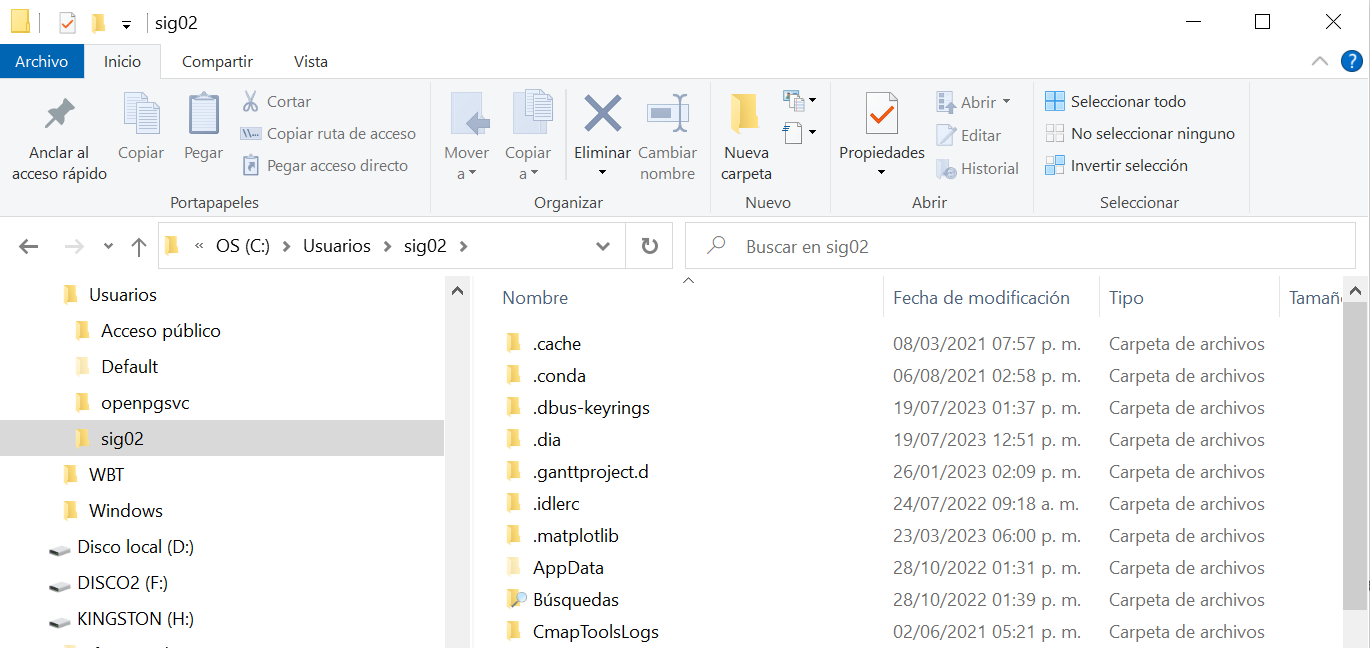 sig02
Archivo Inicio Compartir Vista
Anclar al acceso rápido
Copiar
Pegar
Cortar
Copiar ruta de acceso
Pegar acceso directo
Portapapeles
Mover a
Copiar a
Eliminar
Cambiar nombre
Organizar
Nueva carpeta
Nuevo
Propiedades
Abrir
Editar
Historial
Abrir
Seleccionar todo
No seleccionar ninguno
Invertir selección
Seleccionar
« OS (C:) > Usuarios > sig02 >
Buscar en sig02
Usuarios
Acceso público
Default
openpgsvc
sig02
WBT
Windows
Disco local (D:)
DISCO2 (F:)
KINGSTON (H:)
Nombre Fecha de modificación Tipo
.cache 08/03/2021 07:57 p. m. Carpeta de archivos
.conda 06/08/2021 02:58 p. m. Carpeta de archivos
.dbus-keyrings 19/07/2023 01:37 p. m. Carpeta de archivos
.dia 19/07/2023 12:51 p. m. Carpeta de archivos
.ganttproject.d 26/01/2023 02:09 p. m. Carpeta de archivos
.idlerc 24/07/2022 09:18 a. m. Carpeta de archivos
.matplotlib 23/03/2023 06:00 p. m. Carpeta de archivos
AppData 28/10/2022 01:31 p. m. Carpeta de archivos
Búsquedas 28/10/2022 01:39 p. m. Carpeta de archivos
CmapToolsLogs 02/06/2021 05:21 p. m. Carpeta de archivos